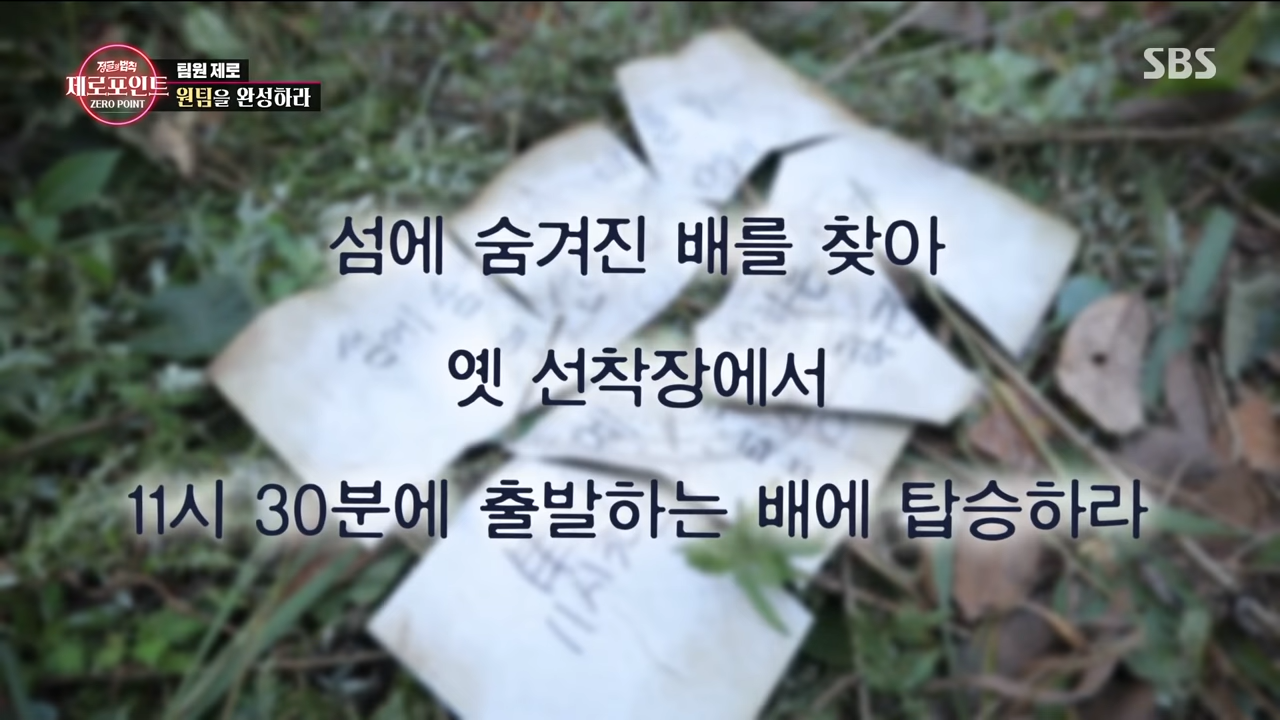 정글의 법칙
제로포인트
ZERO POINT
팀원 제로
원팀을 완성하라
SBS
섬에 숨겨진 배를 찾아
옛 선착장에서
11시 30분에 출발하는 배에 탑승하라